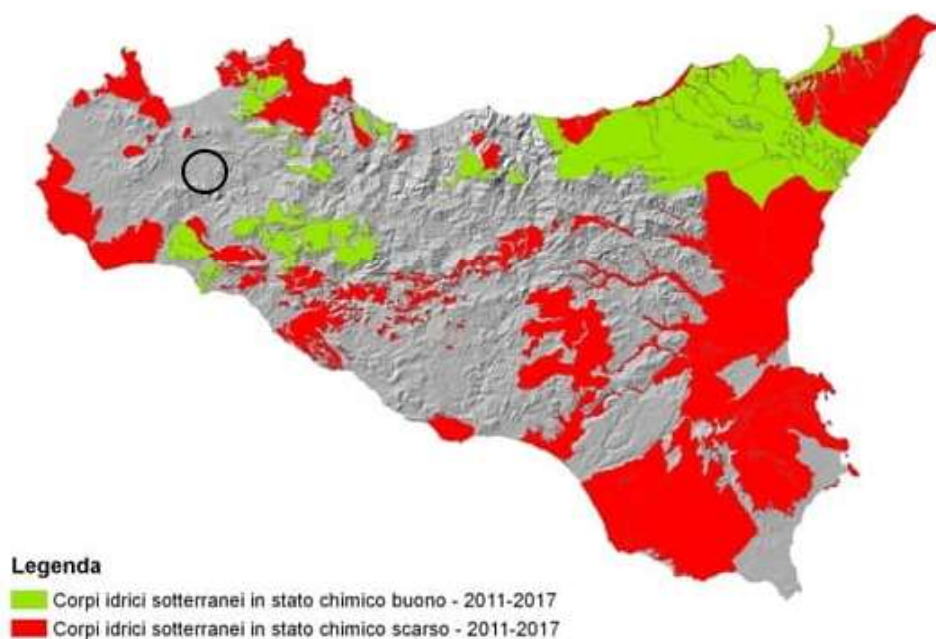 Legenda
Corpi idrici sotterranei in stato chimico buono - 2011-2017
Corpi idrici sotterranei in stato chimico scarso - 2011-2017